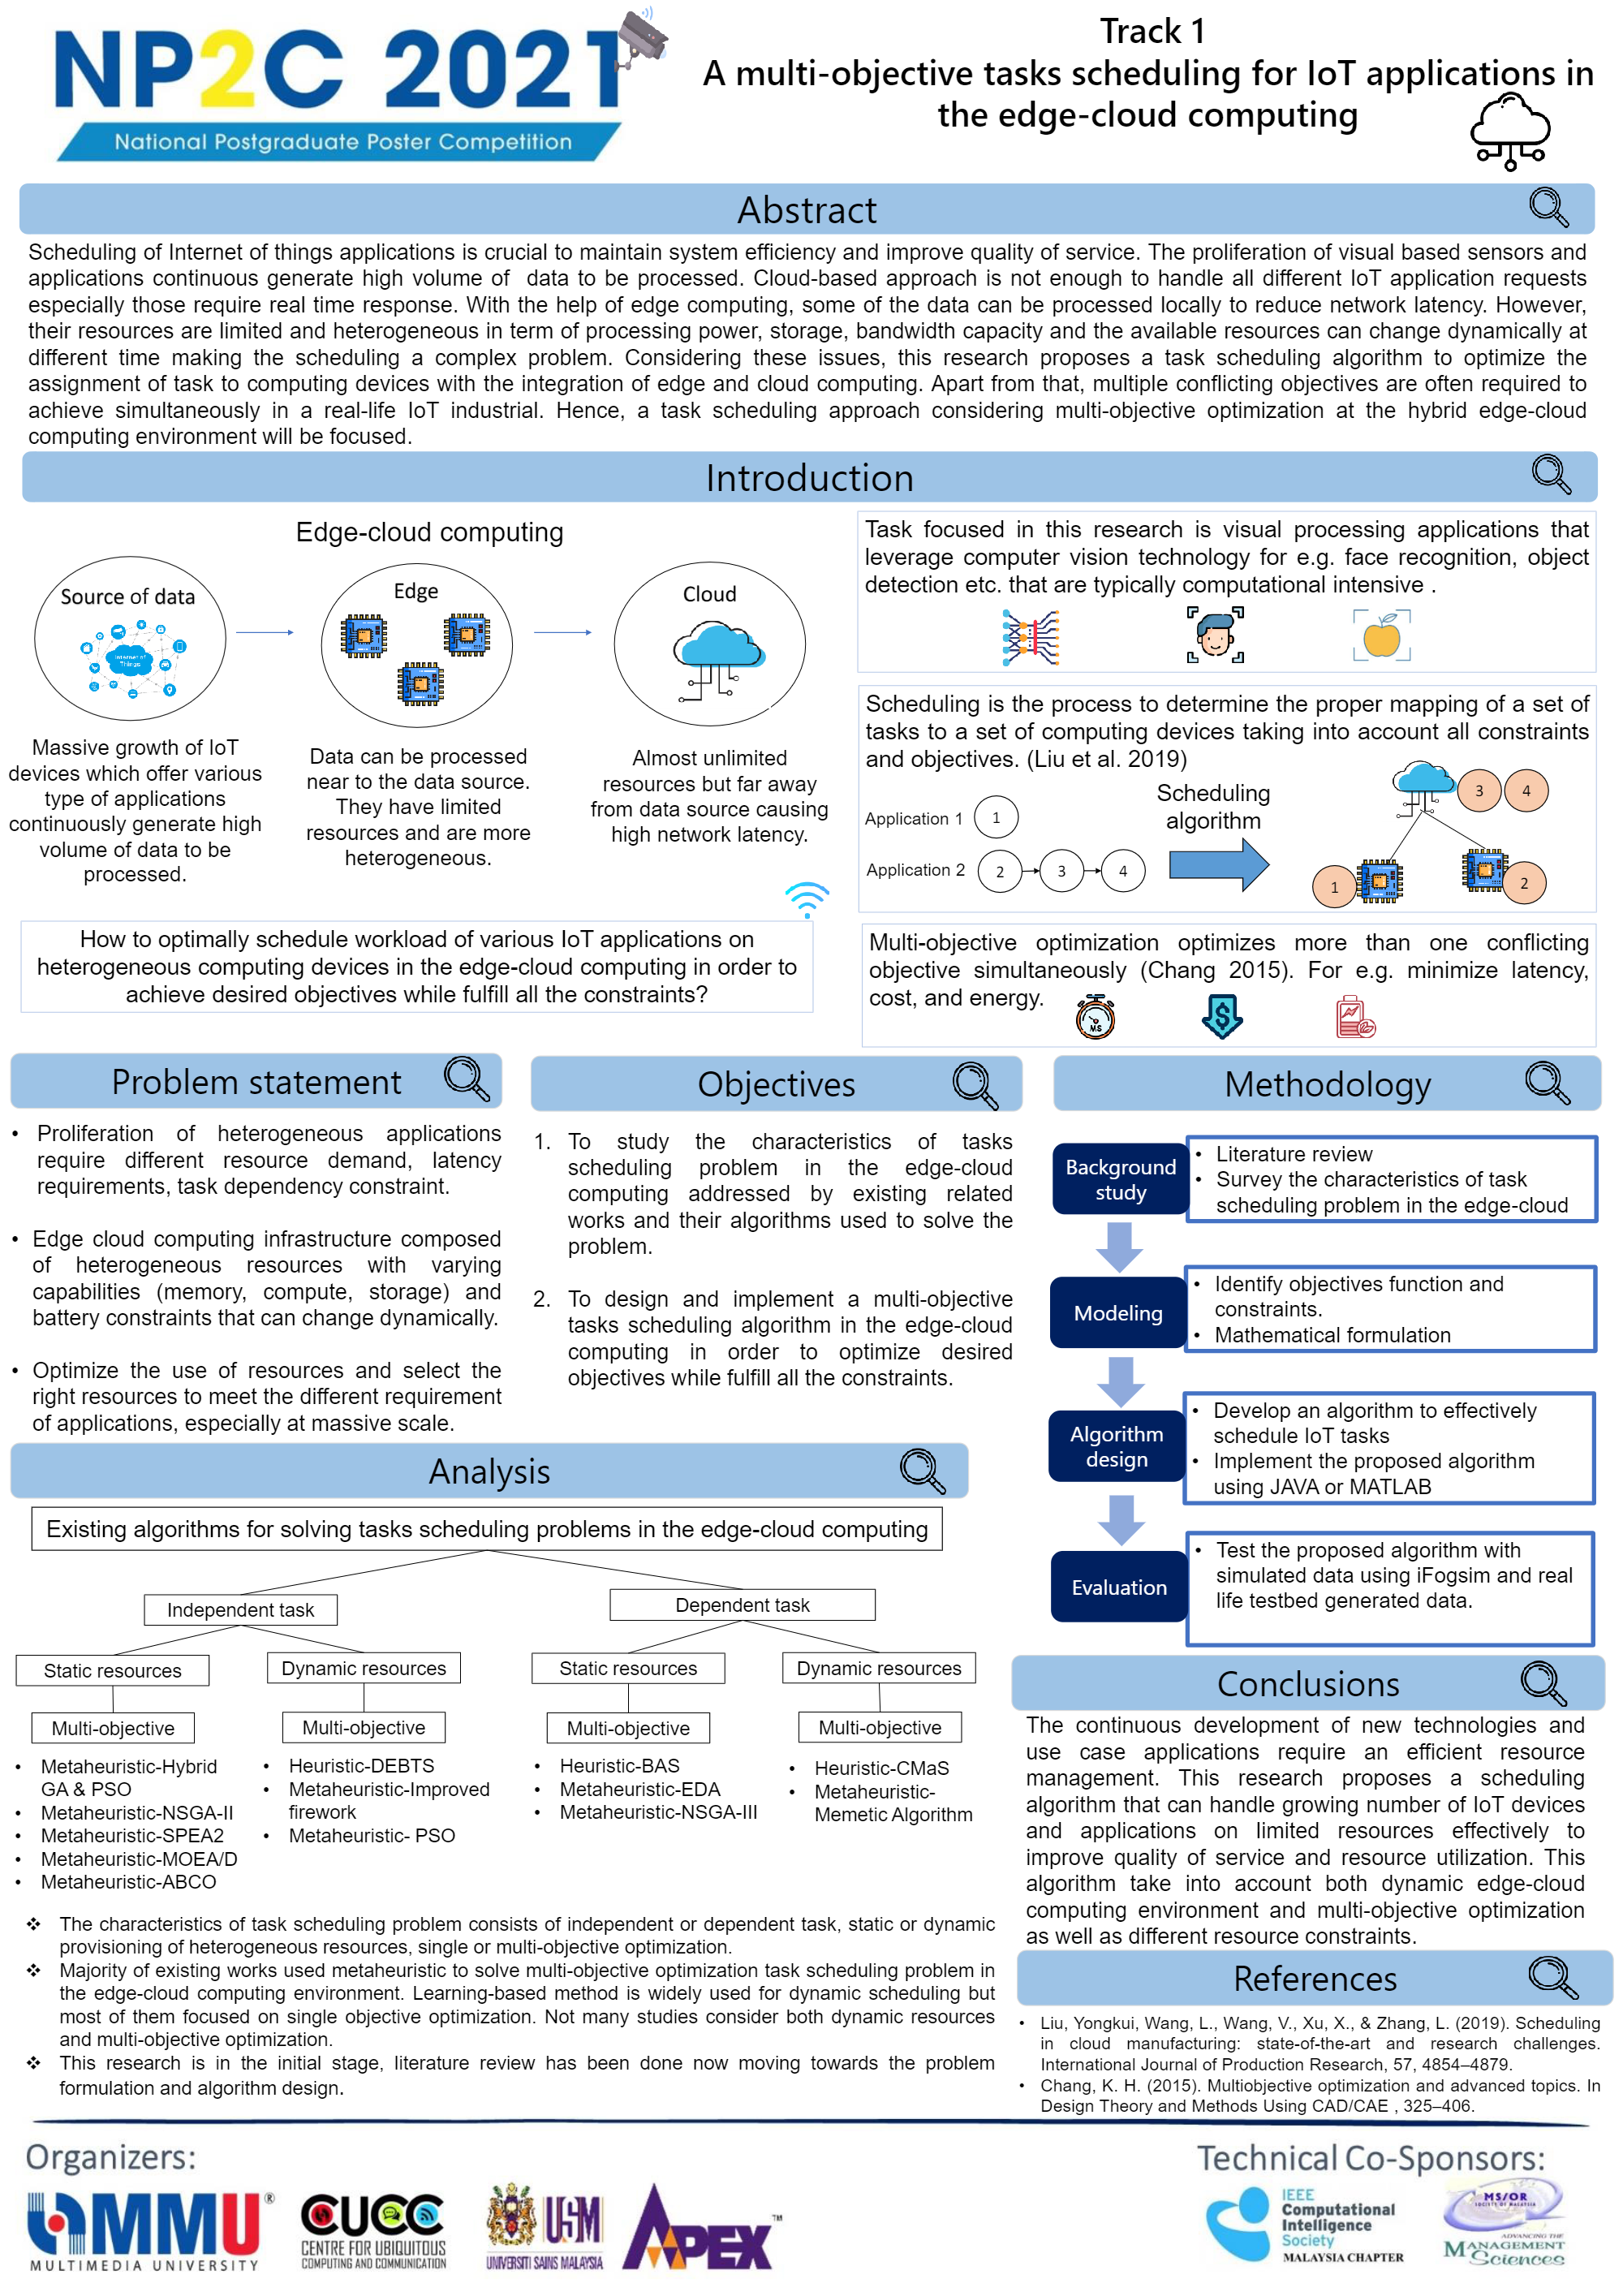 NP2C 2021
National Postgraduate Poster Competition
Track 1
A multi-objective tasks scheduling for IoT applications in
the edge-cloud computing
Abstract
Scheduling of Internet of things applications is crucial to maintain system efficiency and improve quality of service. The proliferation of visual based sensors and
applications continuous generate high volume of data to be processed. Cloud-based approach is not enough to handle all different IoT application requests
especially those require real time response. With the help of edge computing, some of the data can be processed locally to reduce network latency. However,
their resources are limited and heterogeneous in term of processing power, storage, bandwidth capacity and the available resources can change dynamically at
different time making the scheduling a complex problem. Considering these issues, this research proposes a task scheduling algorithm to optimize the
assignment of task to computing devices with the integration of edge and cloud computing. Apart from that, multiple conflicting objectives are often required to
achieve simultaneously in a real-life IoT industrial. Hence, a task scheduling approach considering multi-objective optimization at the hybrid edge-cloud
computing environment will be focused.
Introduction
Edge-cloud computing
Source of data
Internet of
Things
Edge
Cloud
Massive growth of IoT
devices which offer various
type of applications
continuously generate high
volume of data to be
processed.
Data can be processed
near to the data source.
They have limited
resources and are more
heterogeneous.
Almost unlimited
resources but far away
from data source causing
high network latency.
How to optimally schedule workload of various IoT applications on
heterogeneous computing devices in the edge-cloud computing in order to
achieve desired objectives while fulfill all the constraints?
Task focused in this research is visual processing applications that
leverage computer vision technology for e.g. face recognition, object
detection etc. that are typically computational intensive .
Scheduling is the process to determine the proper mapping of a set of
tasks to a set of computing devices taking into account all constraints
and objectives. (Liu et al. 2019)
Application 1
1
Application 2
2
3
4
Scheduling
algorithm
3
4
1
2
Multi-objective optimization optimizes more than one conflicting
objective simultaneously (Chang 2015). For e.g. minimize latency,
cost, and energy.
MS
$
Problem statement
• Proliferation of heterogeneous applications
require different resource demand, latency
requirements, task dependency constraint.
• Edge cloud computing infrastructure composed
of heterogeneous resources with varying
capabilities (memory, compute, storage) and
battery constraints that can change dynamically.
• Optimize the use of resources and select the
right resources to meet the different requirement
of applications, especially at massive scale.
Objectives
1. To study the characteristics of tasks
scheduling problem in the edge-cloud
computing addressed by existing related
works and their algorithms used to solve the
problem.
2. To design and implement a multi-objective
tasks scheduling algorithm in the edge-cloud
computing in order to optimize desired
objectives while fulfill all the constraints.
Methodology
Background
study
• Literature review
• Survey the characteristics of task
scheduling problem in the edge-cloud
Modeling
• Identify objectives function and
constraints.
• Mathematical formulation
Algorithm
design
• Develop an algorithm to effectively
schedule IoT tasks
• Implement the proposed algorithm
using JAVA or MATLAB
Evaluation
• Test the proposed algorithm with
simulated data using iFogsim and real
life testbed generated data.
Analysis
Existing algorithms for solving tasks scheduling problems in the edge-cloud computing
Independent task
Dependent task
Static resources
Dynamic resources
Static resources
Dynamic resources
Multi-objective
Multi-objective
Multi-objective
Multi-objective
• Metaheuristic-Hybrid
GA & PSO
• Metaheuristic-NSGA-II
• Metaheuristic-SPEA2
• Metaheuristic-MOEA/D
• Metaheuristic-ABCO
• Heuristic-DEBTS
• Metaheuristic-Improved
firework
• Metaheuristic- PSO
• Heuristic-BAS
• Metaheuristic-EDA
• Metaheuristic-NSGA-III
• Heuristic-CMaS
• Metaheuristic-
Memetic Algorithm
❖ The characteristics of task scheduling problem consists of independent or dependent task, static or dynamic
provisioning of heterogeneous resources, single or multi-objective optimization.
❖ Majority of existing works used metaheuristic to solve multi-objective optimization task scheduling problem in
the edge-cloud computing environment. Learning-based method is widely used for dynamic scheduling but
most of them focused on single objective optimization. Not many studies consider both dynamic resources
and multi-objective optimization.
❖ This research is in the initial stage, literature review has been done now moving towards the problem
formulation and algorithm design.
Conclusions
The continuous development of new technologies and
use case applications require an efficient resource
management. This research proposes a scheduling
algorithm that can handle growing number of IoT devices
and applications on limited resources effectively to
improve quality of service and resource utilization. This
algorithm take into account both dynamic edge-cloud
computing environment and multi-objective optimization
as well as different resource constraints.
References
• Liu, Yongkui, Wang, L., Wang, V., Xu, X., & Zhang, L. (2019). Scheduling
in cloud manufacturing: state-of-the-art and research challenges.
International Journal of Production Research, 57, 4854–4879.
• Chang, K. H. (2015). Multiobjective optimization and advanced topics. In
Design Theory and Methods Using CAD/CAE , 325–406.
Organizers:
MMU®
MULTIMEDIA UNIVERSITY
CUCC
CENTRE FOR UBIQUITOUS
COMPUTING AND COMMUNICATION
USM
UNIVERSITI SAINS MALAYSIA
APEX™
Technical Co-Sponsors:
IEEE
Computational
Intelligence
Society
MALAYSIA CHAPTER
MS/OR
SOCIETY OF MALAYSIA
ADVANCING THE
MANAGEMENT
Sciences